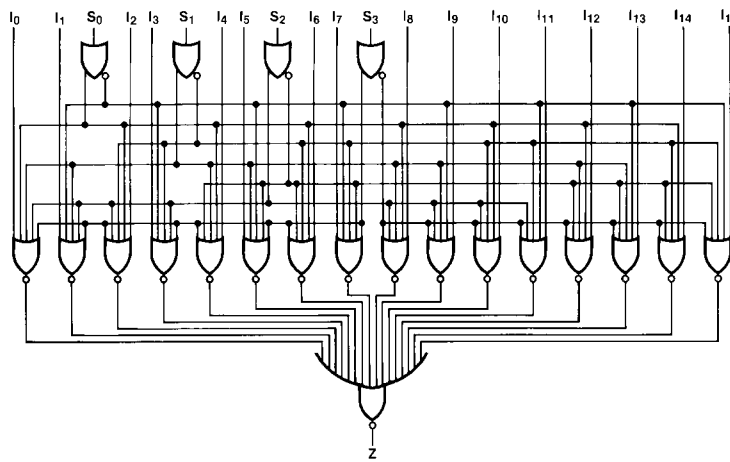 I₀ I₁ S₀ I₂ I₃ S₁ I₄ I₅ S₂ I₆ I₇ S₃ I₈ I₉ I₁₀ I₁₁ I₁₂ I₁₃ I₁₄ I₁
Z